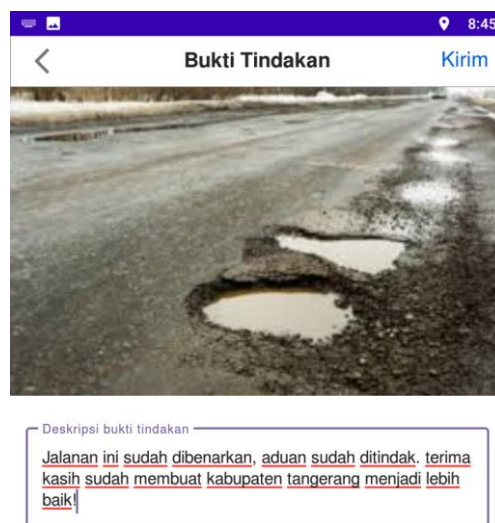 8:45
Bukti Tindakan
Kirim
Deskripsi bukti tindakan
Jalanan ini sudah dibenarkan, aduan sudah ditindak. terima
kasih sudah membuat kabupaten tangerang menjadi lebih
baik!